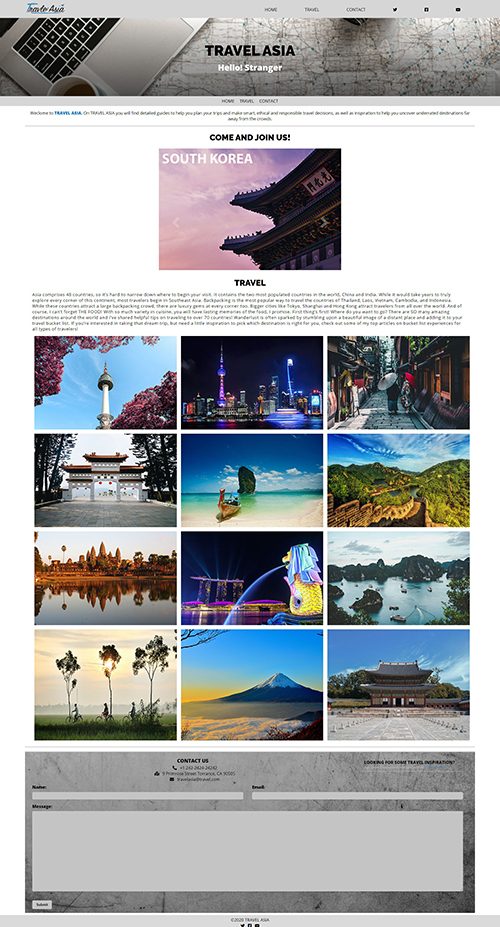 Travel Asia
HOME TRAVEL CONTACT
TRAVEL ASIA
Hello! Stranger
HOME TRAVEL CONTACT
Welcome to TRAVEL ASIA. On TRAVEL ASIA you will find detailed guides to help you plan your trips and make smart, ethical and responsible travel decisions, as well as inspiration to help you uncover underrated destinations far
away from the crowds.
COME AND JOIN US!
SOUTH KOREA
TRAVEL
Asia comprises 48 countries, so it's hard to narrow down where to begin your visit. It contains the two most populated countries in the world, China and India. While it would take years to truly
explore every corner of this continent, most travelers begin in Southeast Asia. Backpacking is the most popular way to travel the countries of Thailand, Laos, Vietnam, Cambodia, and Indonesia.
While these countries attract a large backpacking crowd, there are luxury gems at every corner too. Bigger cities like Tokyo, Shanghai and Hong Kong attract travelers from all over the world. And of
course, I can't forget THE FOOD! With so much variety in cuisine, you will have lasting memories of the food, I promise. First thing's first! Where do you want to go? There are SO many amazing
destinations around the world and I've shared helpful tips on traveling to over 70 countries! Wanderlust is often sparked by stumbling upon a beautiful image of a distant place and adding it to your
travel bucket list. If you're interested in taking that dream trip, but need a little inspiration to pick which destination is right for you, check out some of my top articles on bucket list experiences for
all types of travelers!
CONTACT US
+1 242-2424-24242
9 Primrose Street Torrance, CA 90065
travelasia@travel.com
LOOKING FOR SOME TRAVEL INSPIRATION?
Name: Email:
Message:
Submit
©2020 TRAVEL ASIA